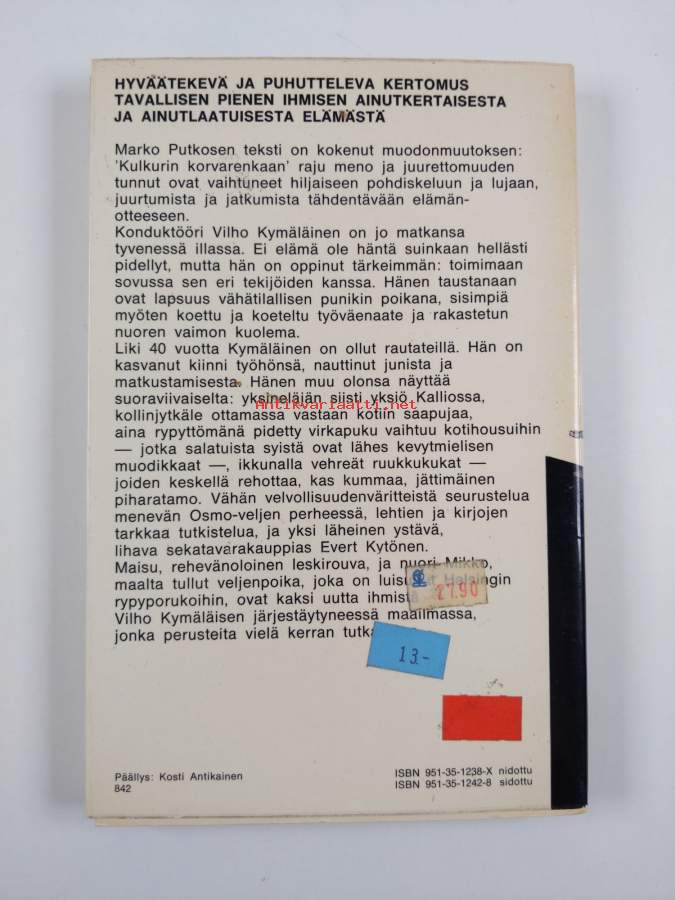 HYVÄÄTEKEVÄ JA PUHUTTELEVA KERTOMUS
TAVALLISEN PIENEN IHMISEN AINUTKERTAISESTA
JA AINUTLAATUISESTA ELÄMÄSTÄ
Marko Putkosen teksti on kokenut muodonmuutoksen:
'Kulkurin korvarenkaan' raju meno ja juurettomuuden
tunnut ovat vaihtuneet hiljaiseen pohdiskeluun ja lujaan,
juurtumista ja jatkumista tähdentävään elämän-
otteeseen.
Konduktööri Vilho Kymäläinen on jo matkansa
tyvenessä illassa. Ei elämä ole häntä suinkaan hellästi
pidellyt, mutta hän on oppinut tärkeimmän: toimimaan
sovussa sen eri tekijöiden kanssa. Hänen taustanaan
ovat lapsuus vähätilallisen punikin poikana, sisimpiä
myöten koettu ja koeteltu työväenaate ja rakastetun
nuoren vaimon kuolema.
Liki 40 vuotta Kymäläinen on ollut rautateillä. Hän on
kasvanut kiinni työhönsä, nauttinut junista ja
matkustamisesta. Hänen muu olonsa näyttää
suoraviivaiselta: yksineläjän siisti yksiö Kalliossa,
Antikvariaatti.net
kollinjytkäle ottamassa vastaan kotiin saapujaa,
aina rypyttömänä pidetty virkapuku vaihtuu kotihousuihin
— jotka salatuista syistä ovat lähes kevytmielisen
muodikkaat —, ikkunalla vehreät ruukkukukat —
joiden keskellä rehottaa, kas kummaa, jättimäinen
piharatamo. Vähän velvollisuudenväritteistä seurustelua
menevän Osmo-veljen perheessä, lehtien ja kirjojen
tarkkaa tutkistelua, ja yksi läheinen ystävä,
lihava sekatavarakauppias Evert Kytönen.
Maisu, rehevänoloinen leskirouva, ja nuori Mikko,
maalta tullut veljenpoika, joka on Helsingin
rypyporukoihin, ovat kaksi uutta
27.90
Vilho Kymäläisen järjestäytyneessä maailmassa,
jonka perusteita vielä kerran
13.-
Päällys: Kosti Antikainen
842
ISBN 951-35-1238-X nidottu
ISBN 951-35-1242-8 sidottu